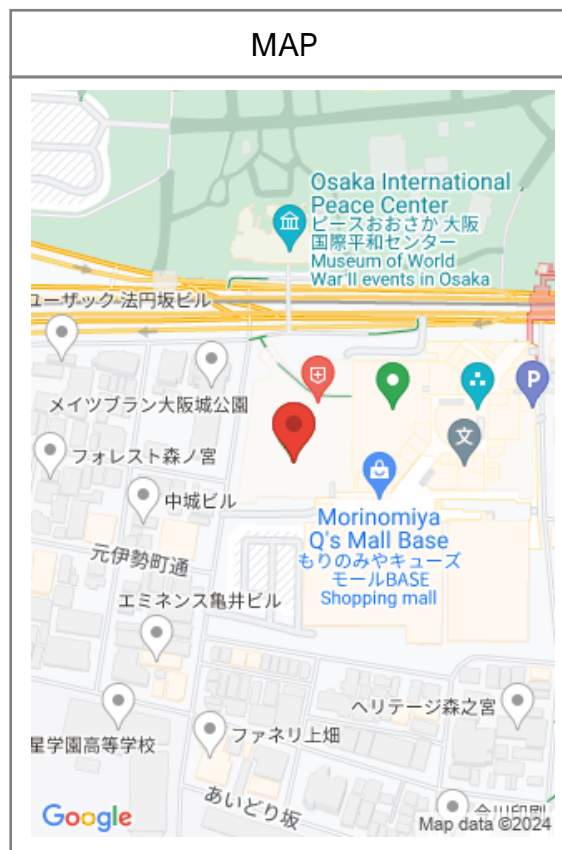 MAP
Osaka International
Peace Center
ピースおおさか 大阪
国際平和センター
Museum of World
War II events in Osaka
ユーザック 法円坂ビル
P
メイツブラン大阪城公園
文
フォレスト森ノ宮
中城ビル
Morinomiya
Q's Mall Base
もりのみやキューズ
モールBASE
Shopping mall
元伊勢町通
エミネンス亀井ビル
ヘリテージ森之宮
ファネリ上畑
星学園高等学校
あいどり坂
Google
Map data ©2024